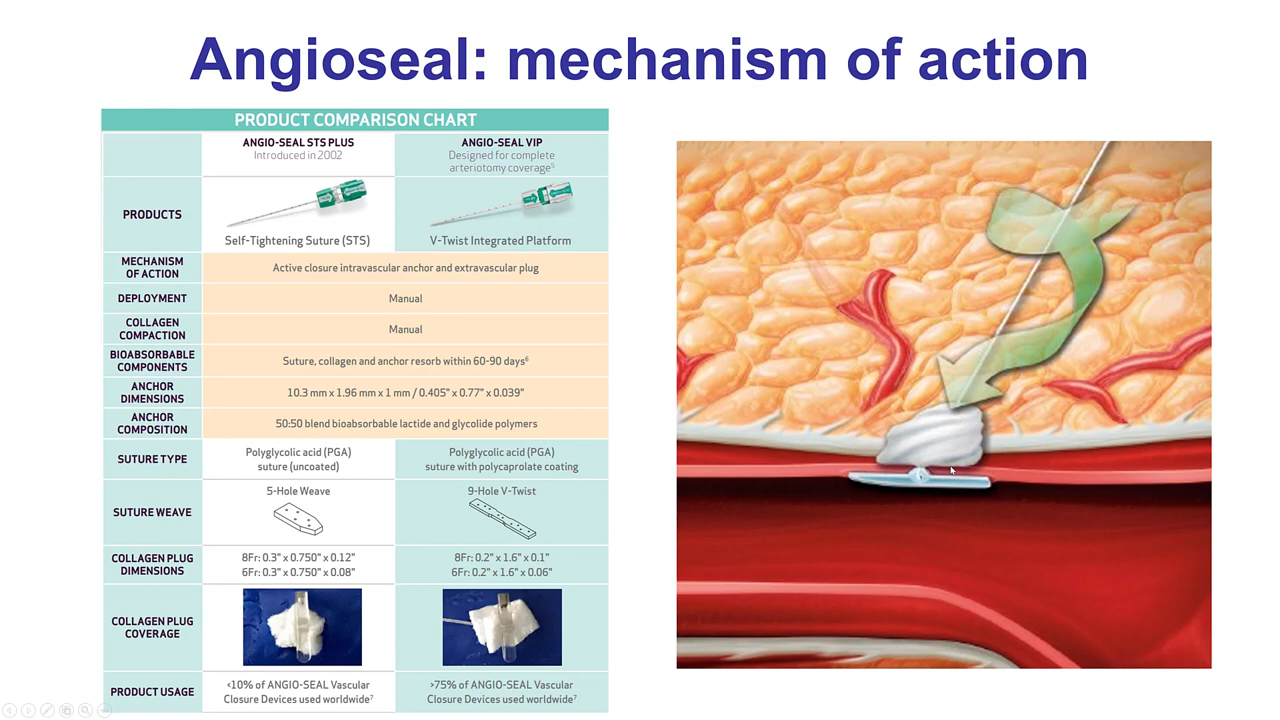 Angioseal: mechanism of action
PRODUCT COMPARISON CHART
ANGIO-SEAL STS PLUS
Introduced in 2002
ANGIO-SEAL VIP
Designed for complete
arteriotomy coverage5
PRODUCTS
Self-Tightening Suture (STS)
V-Twist Integrated Platform
MECHANISM
OF ACTION
Active closure intravascular anchor and extravascular plug
DEPLOYMENT
Manual
COLLAGEN
COMPACTION
Manual
BIOABSORBABLE
COMPONENTS
Suture, collagen and anchor resorb within 60-90 days6
ANCHOR
DIMENSIONS
10.3 mm x 1.96 mm x 1 mm / 0.405" x 0.77" x 0.039"
ANCHOR
COMPOSITION
50:50 blend bioabsorbable lactide and glycolide polymers
SUTURE TYPE
Polyglycolic acid (PGA)
suture (uncoated)
Polyglycolic acid (PGA)
suture with polycaprolate coating
SUTURE WEAVE
5-Hole Weave
9-Hole V-Twist
COLLAGEN PLUG
DIMENSIONS
8Fr: 0.3" x 0.750" x 0.12"
6Fr: 0.3" x 0.750" x 0.08"
8Fr: 0.2" x 1.6" x 0.1"
6Fr: 0.2" x 1.6" x 0.06"
COLLAGEN PLUG
COVERAGE
PRODUCT USAGE
<10% of ANGIO-SEAL Vascular
Closure Devices used worldwide7
>75% of ANGIO-SEAL Vascular
Closure Devices used worldwide7